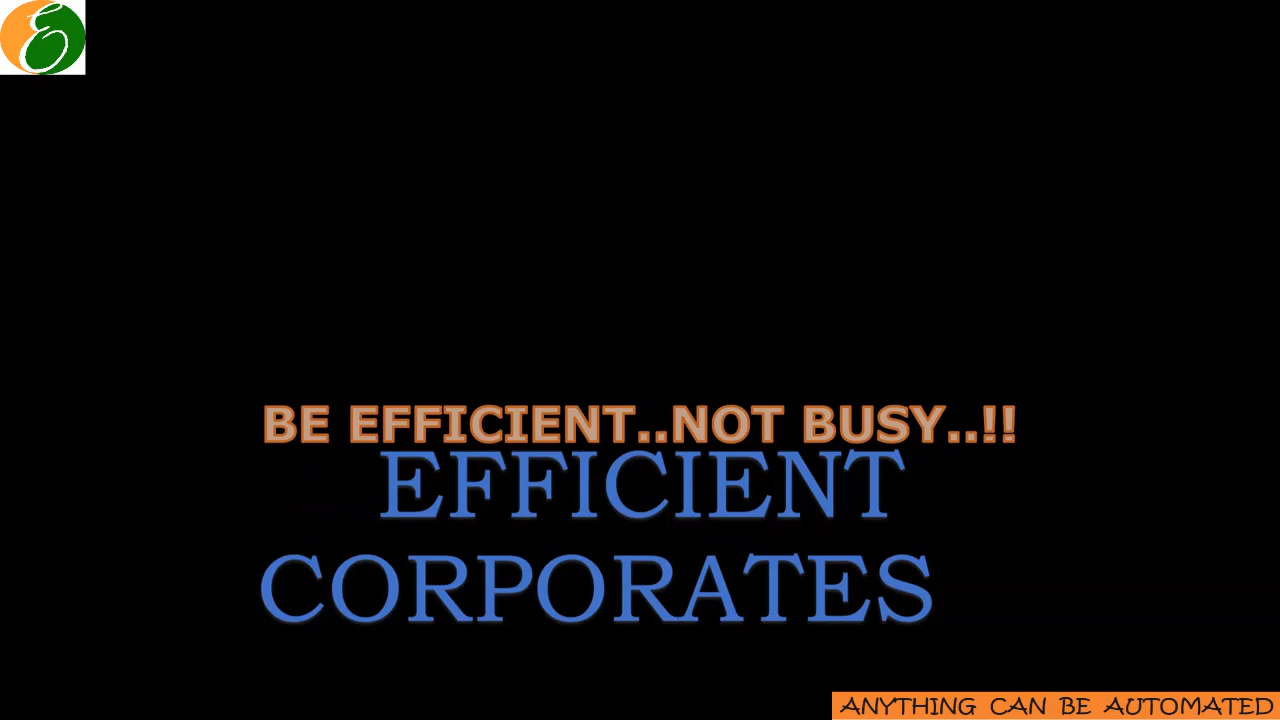 BE EFFICIENT..NOT BUSY..!!
EFFICIENT
CORPORATES
ANYTHING CAN BE AUTOMATED